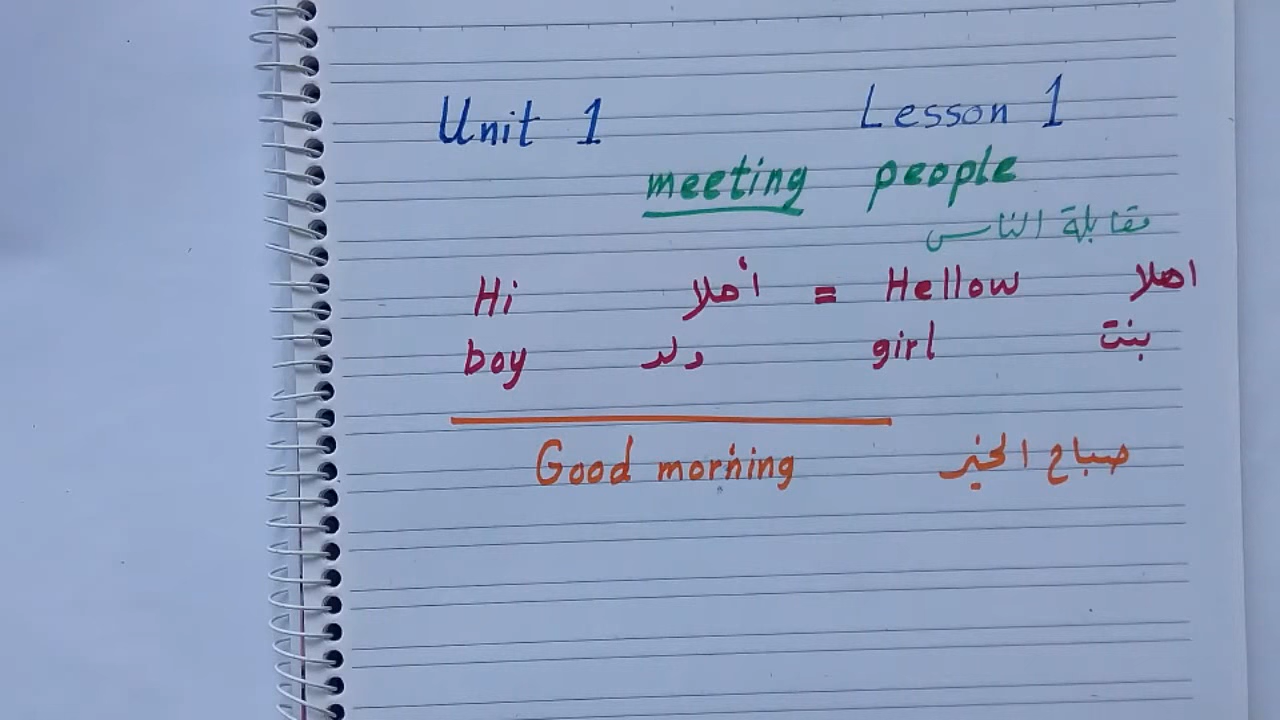 Unit 1 Lesson 1
meeting people
مقابلة الناس
Hi أهلا = Hellow اهلا
boy ولد girl بنت
Good morning صباح الخير